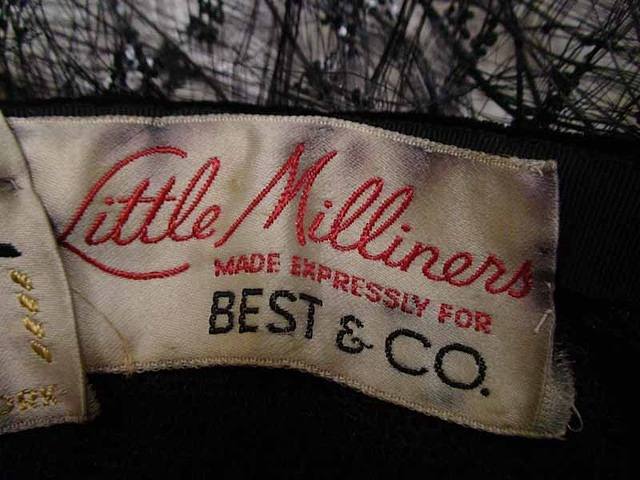 Little Milliners
MADE EXPRESSLY FOR
BEST & CO.